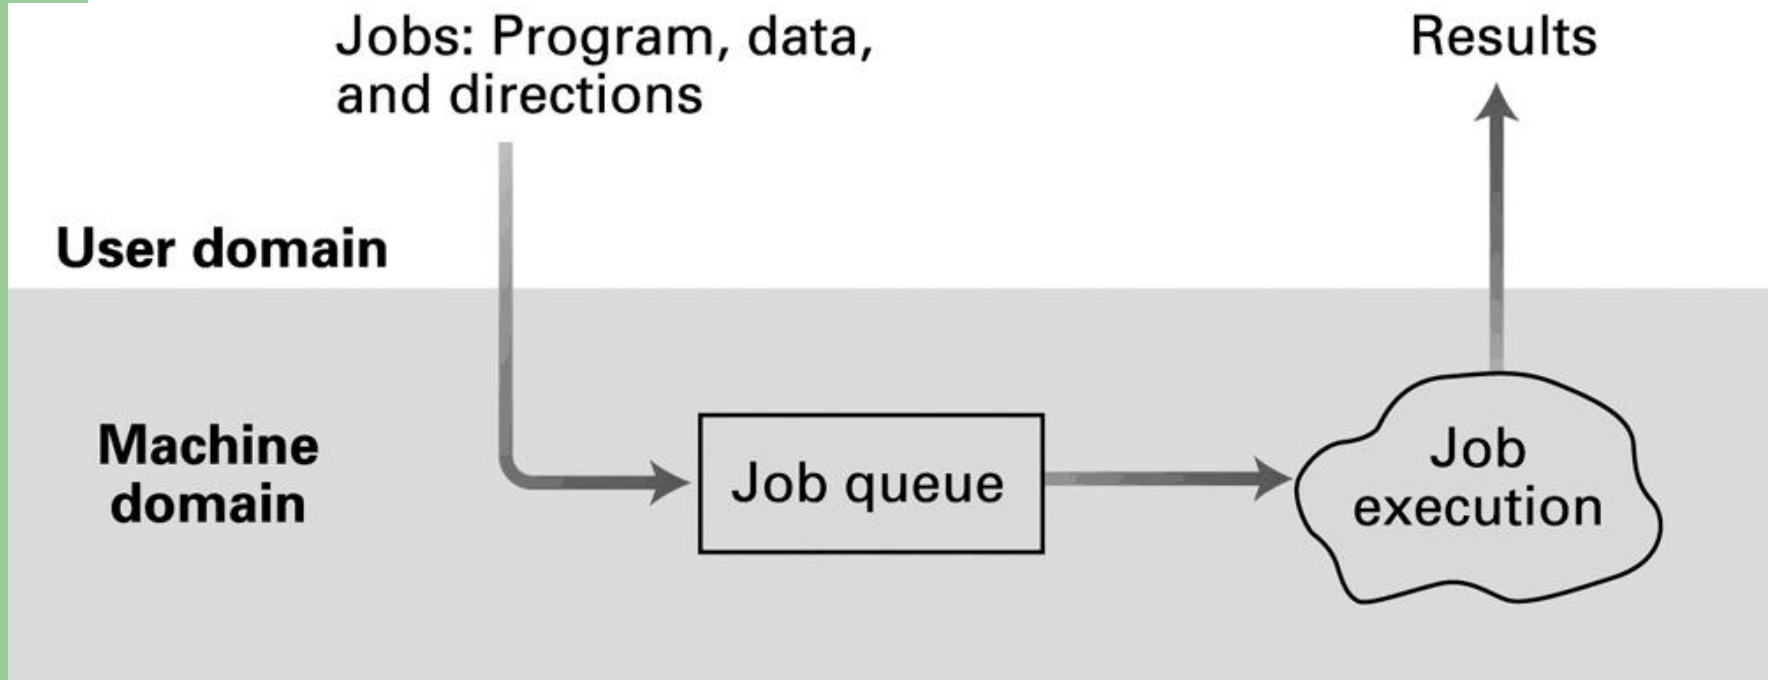 Jobs: Program, data,
and directions
Results
User domain
Machine
domain
Job queue
Job
execution